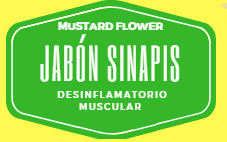 MUSTARD FLOWER
JABÓN SINAPIS
DESINFLAMATORIO
MUSCULAR